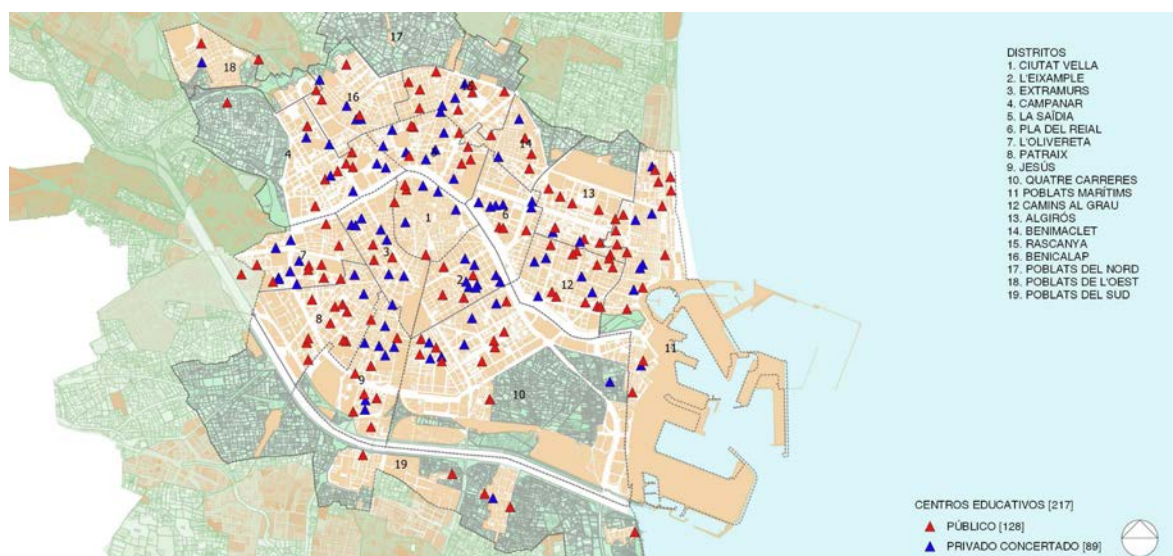 17
18
16
4
14
5
13
1
6
3
7
2
12
8
11
9
10
19
DISTRITOS
1. CIUTAT VELLA
2. L'EIXAMPLE
3. EXTRAMURS
4. CAMPANAR
5. LA SAÏDIA
6. PLA DEL REIAL
7. L'OLIVERETA
8. PATRAIX
9. JESÚS
10. QUATRE CARRERES
11 POBLATS MARÍTIMS
12 CAMINS AL GRAU
13. ALGIRÓS
14. BENIMACLET
15. RASCANYA
16. BENICALAP
17. POBLATS DEL NORD
18. POBLATS DE L'OEST
19. POBLATS DEL SUD
CENTROS EDUCATIVOS [217]
PÚBLICO [128]
PRIVADO CONCERTADO [89]